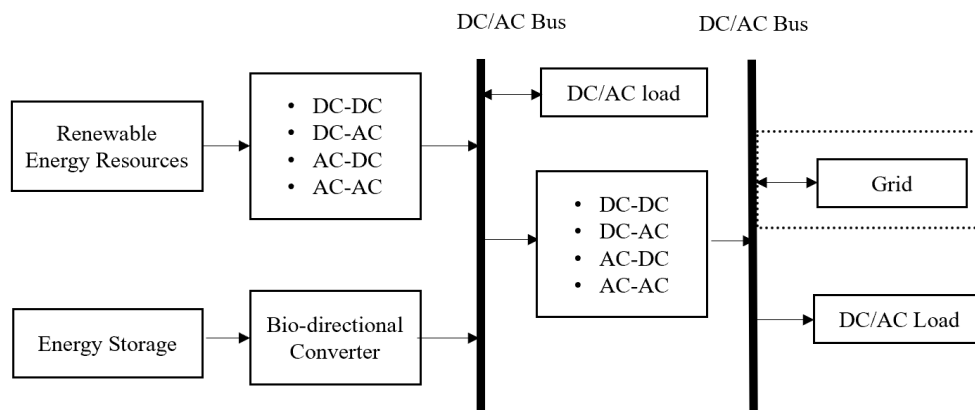 DC/AC Bus
DC/AC Bus
Renewable
Energy Resources
• DC-DC
• DC-AC
• AC-DC
• AC-AC
DC/AC load
• DC-DC
• DC-AC
• AC-DC
• AC-AC
Grid
Energy Storage
Bio-directional
Converter
DC/AC Load